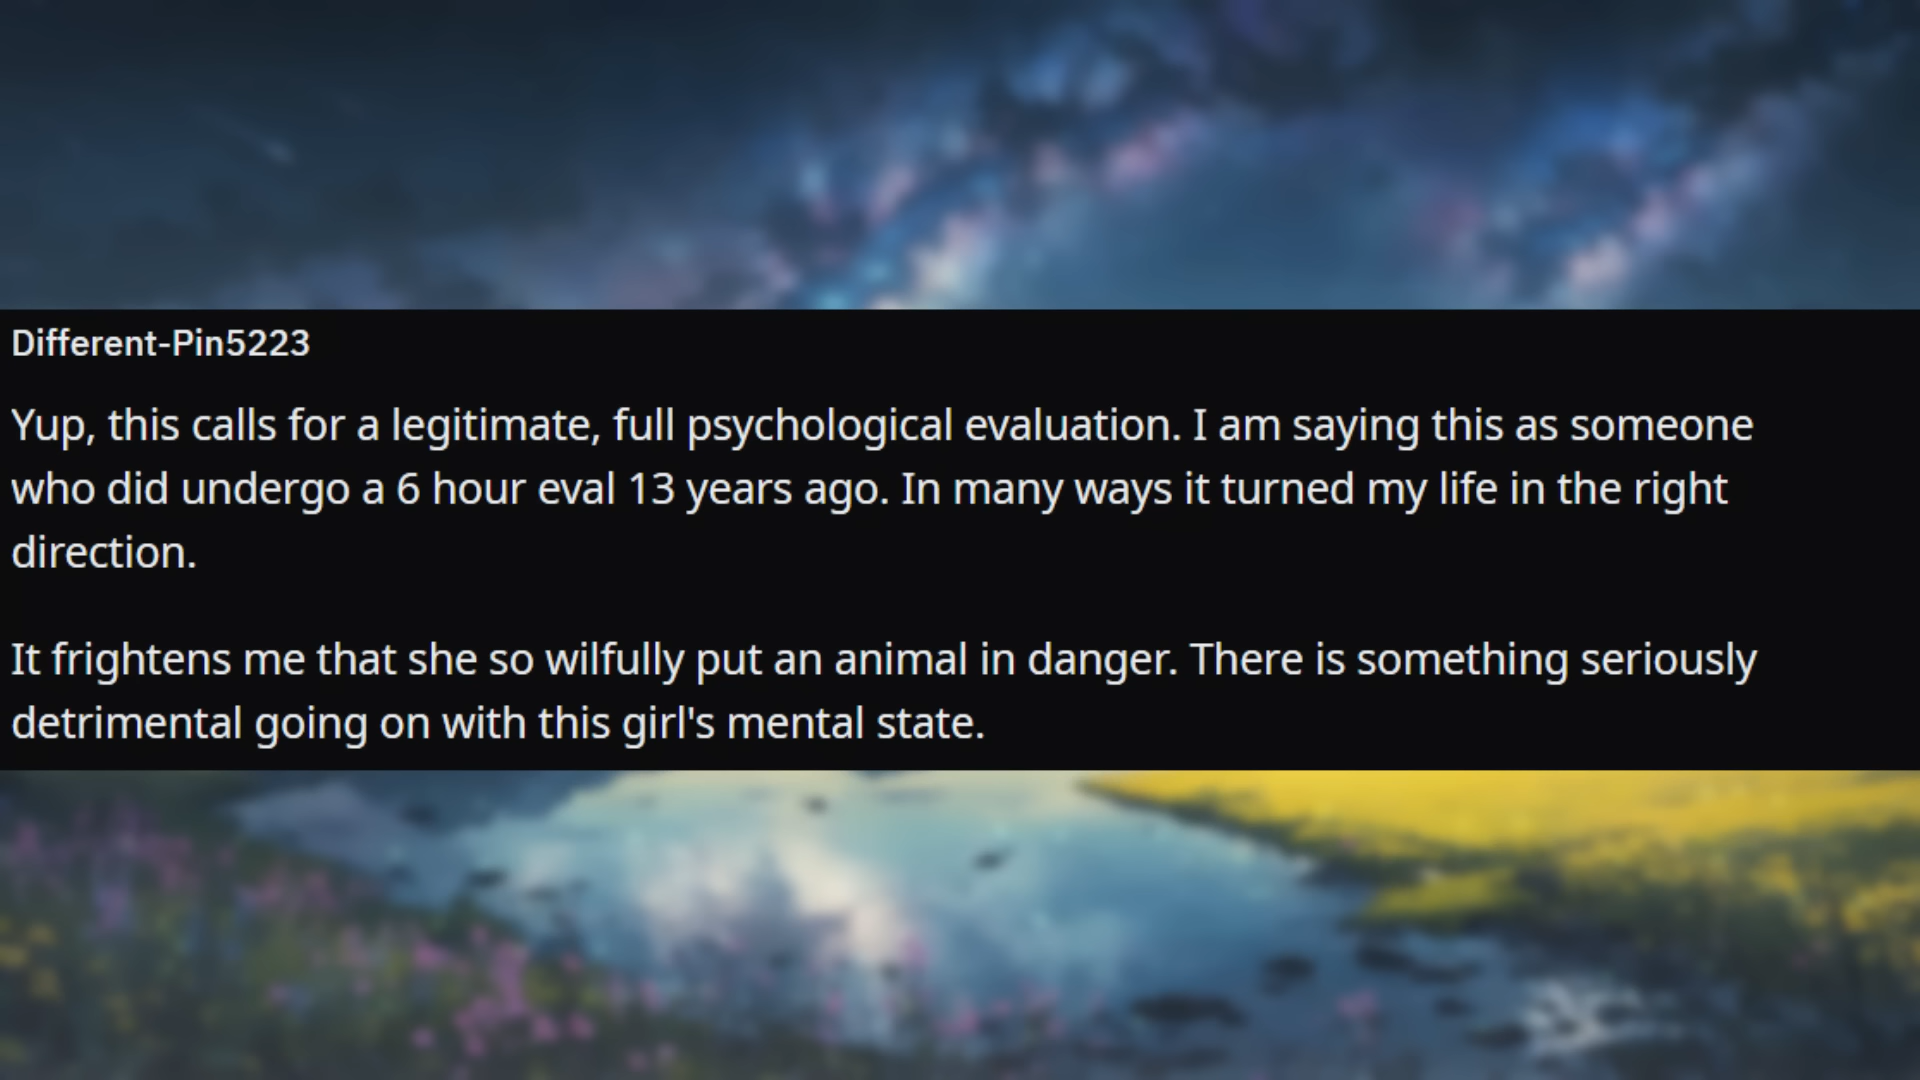 Different-Pin5223
Yup, this calls for a legitimate, full psychological evaluation. I am saying this as someone
who did undergo a 6 hour eval 13 years ago. In many ways it turned my life in the right
direction.
It frightens me that she so wilfully put an animal in danger. There is something seriously
detrimental going on with this girl's mental state.